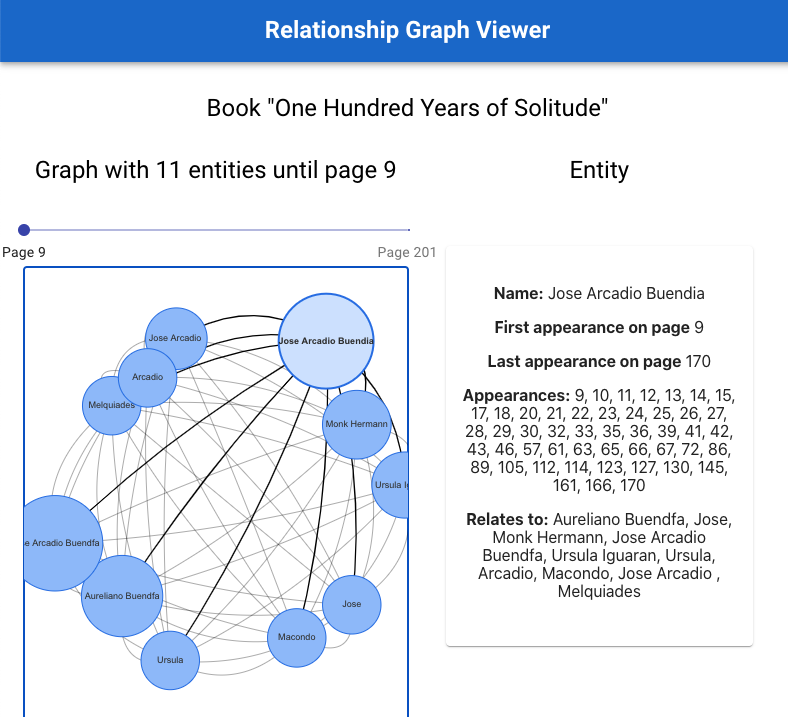 Relationship Graph Viewer
Book "One Hundred Years of Solitude"
Graph with 11 entities until page 9
Entity
Page 9
Page 201
Jose Arcadio
Jose Arcadio Buendia
Arcadio
Melquiades
Monk Hermann
Ursula Ig
e Arcadio Buendfa
Aureliano Buendfa
Jose
Macondo
Ursula
Name: Jose Arcadio Buendia
First appearance on page 9
Last appearance on page 170
Appearances: 9, 10, 11, 12, 13, 14, 15,
17, 18, 20, 21, 22, 23, 24, 25, 26, 27,
28, 29, 30, 32, 33, 35, 36, 39, 41, 42,
43, 46, 57, 61, 63, 65, 66, 67, 72, 86,
89, 105, 112, 114, 123, 127, 130, 145,
161, 166, 170
Relates to: Aureliano Buendfa, Jose,
Monk Hermann, Jose Arcadio
Buendfa, Ursula Iguaran, Ursula,
Arcadio, Macondo, Jose Arcadio ,
Melquiades